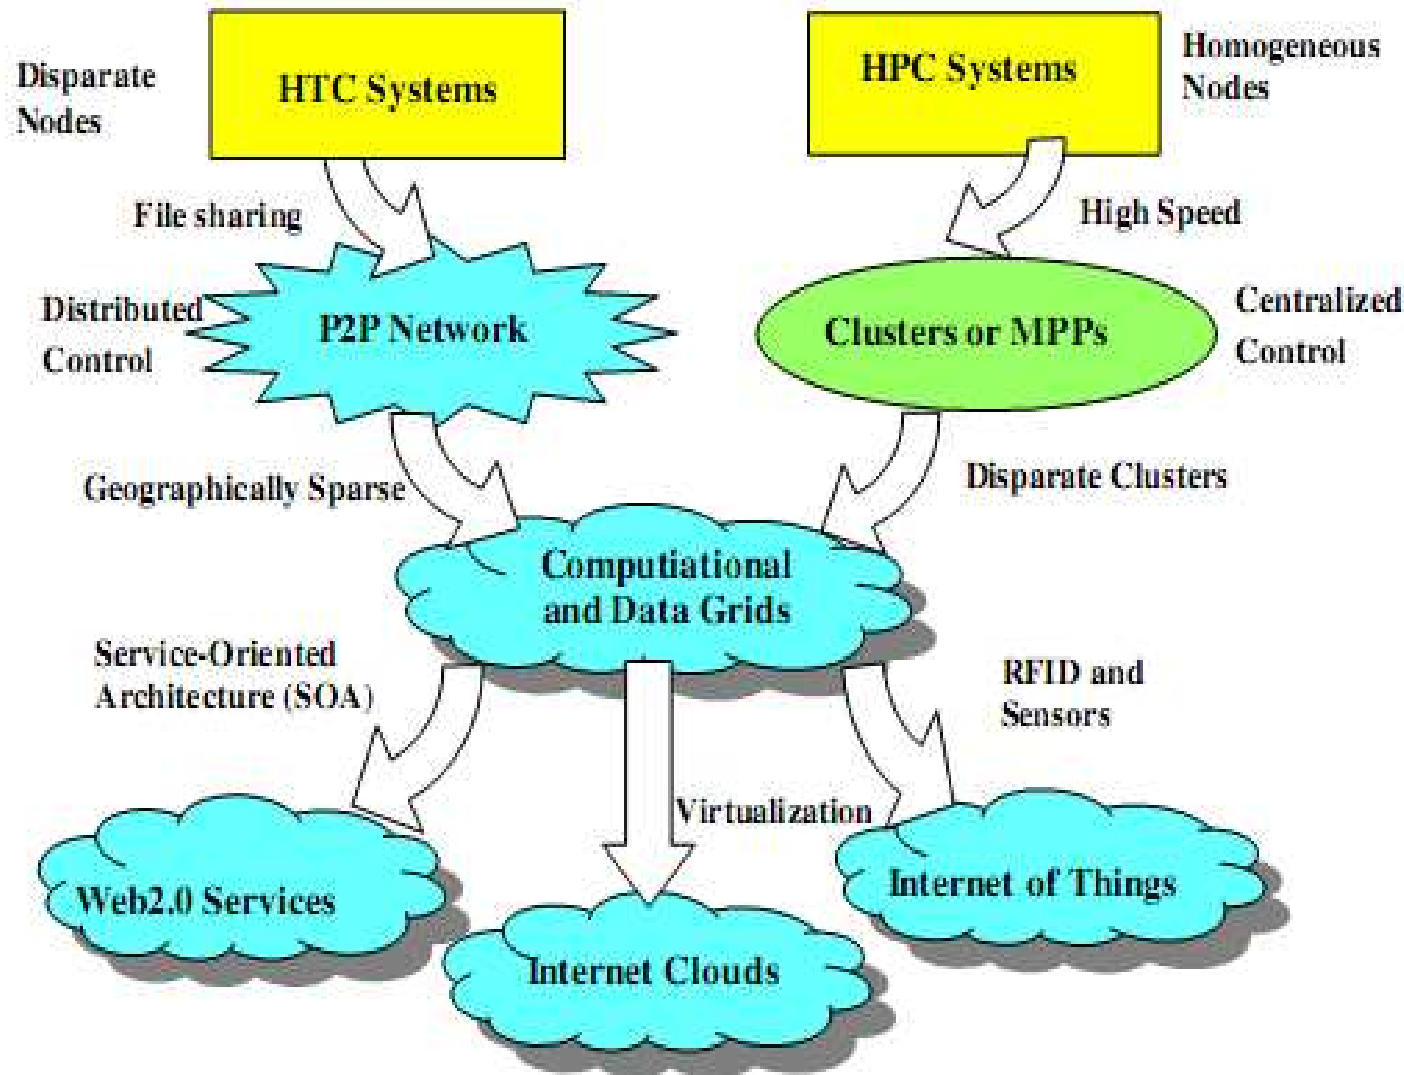 HTC Systems
HPC Systems
Disparate
Nodes
Homogeneous
Nodes
File sharing
High Speed
Distributed
Control
P2P Network
Clusters or MPPs
Centralized
Control
Geographically Sparse
Disparate Clusters
Computiational
and Data Grids
Service-Oriented
Architecture (SOA)
RFID and
Sensors
Virtualization
Web2.0 Services
Internet of Things
Internet Clouds